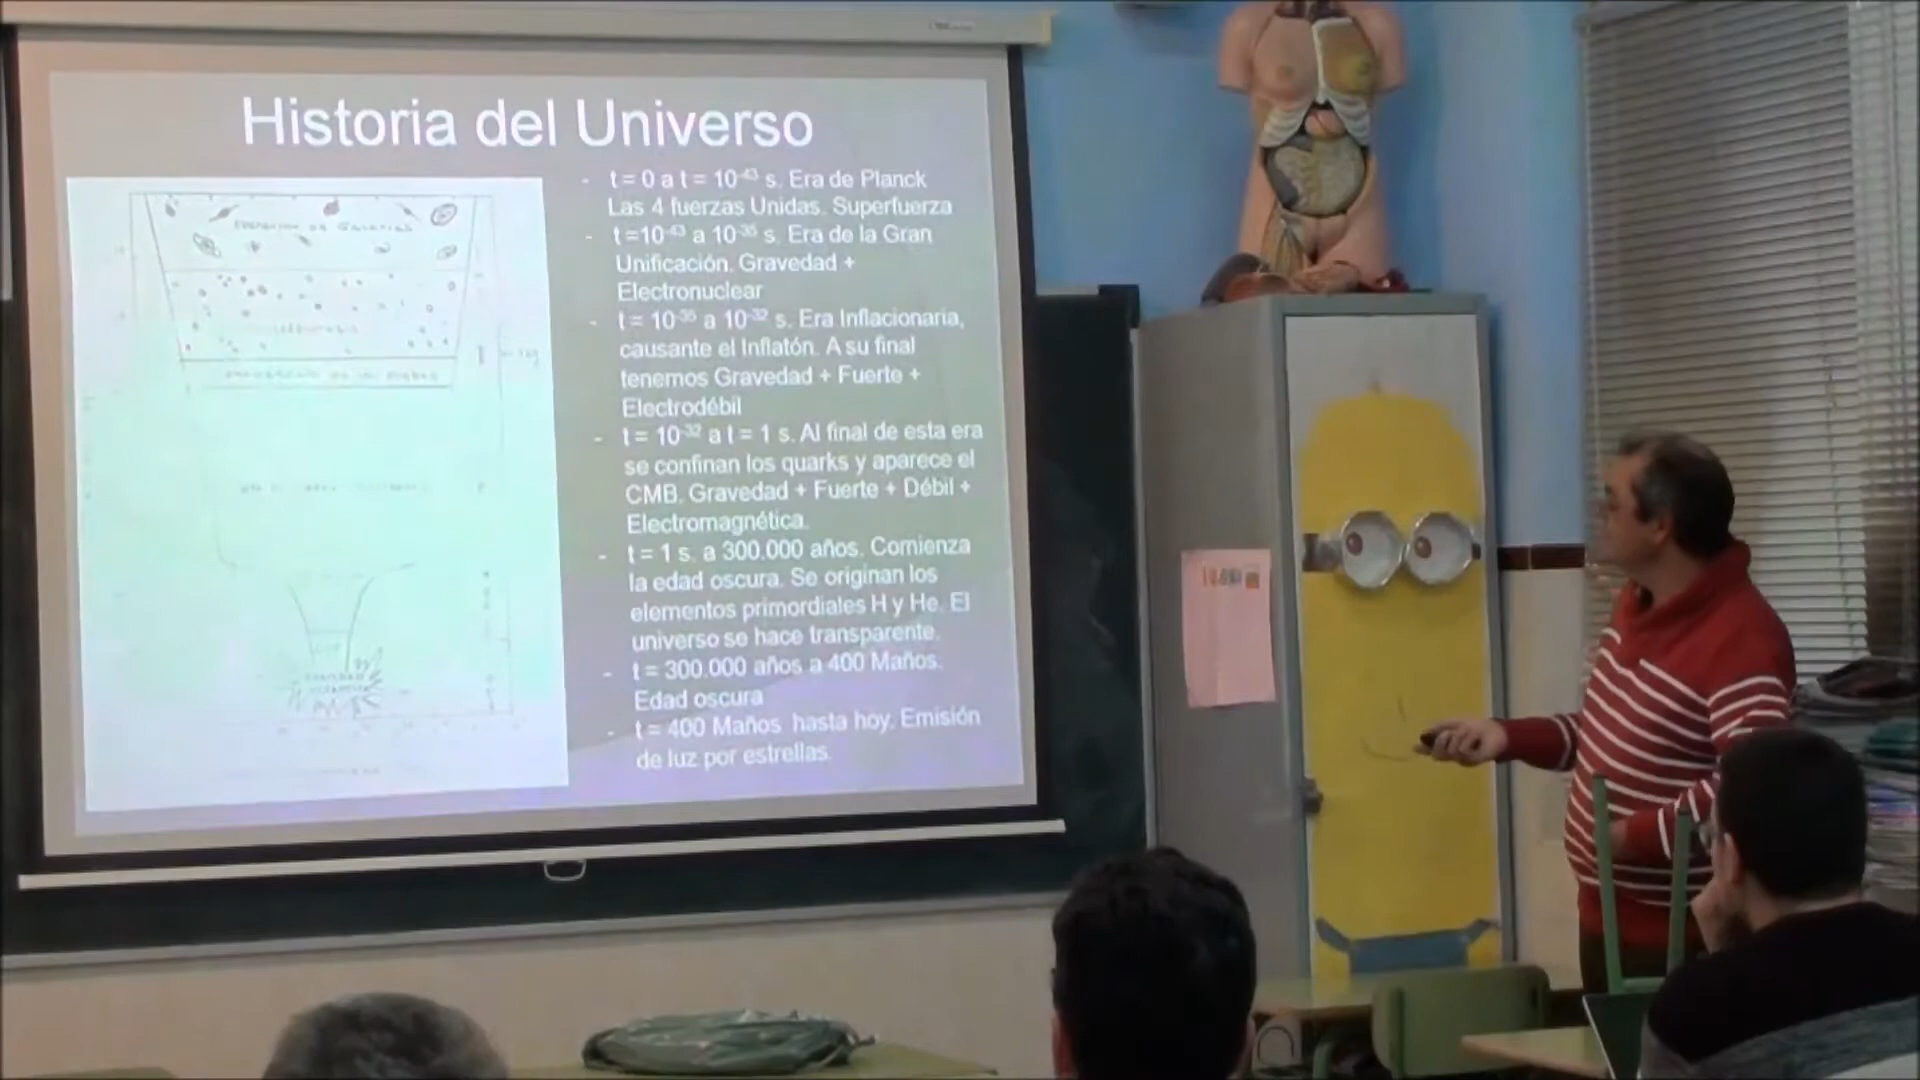 Historia del Universo
FORMACION DE GALAXIAS
- t = 0 a t = 10⁻⁴³ s. Era de Planck
Las 4 fuerzas Unidas. Superfuerza
- t =10⁻⁴³ a 10⁻³⁵ s. Era de la Gran
Unificación. Gravedad +
Electronuclear
- t = 10⁻³⁵ a 10⁻³² s. Era Inflacionaria,
causante el Inflatón. A su final
tenemos Gravedad + Fuerte +
Electrodébil
- t = 10⁻³² a t = 1 s. Al final de esta era
se confinan los quarks y aparece el
CMB. Gravedad + Fuerte + Débil +
Electromagnética.
- t = 1 s. a 300.000 años. Comienza
la edad oscura. Se originan los
elementos primordiales H y He. El
universo se hace transparente.
- t = 300.000 años a 400 Maños.
Edad oscura
- t = 400 Maños hasta hoy. Emisión
de luz por estrellas.